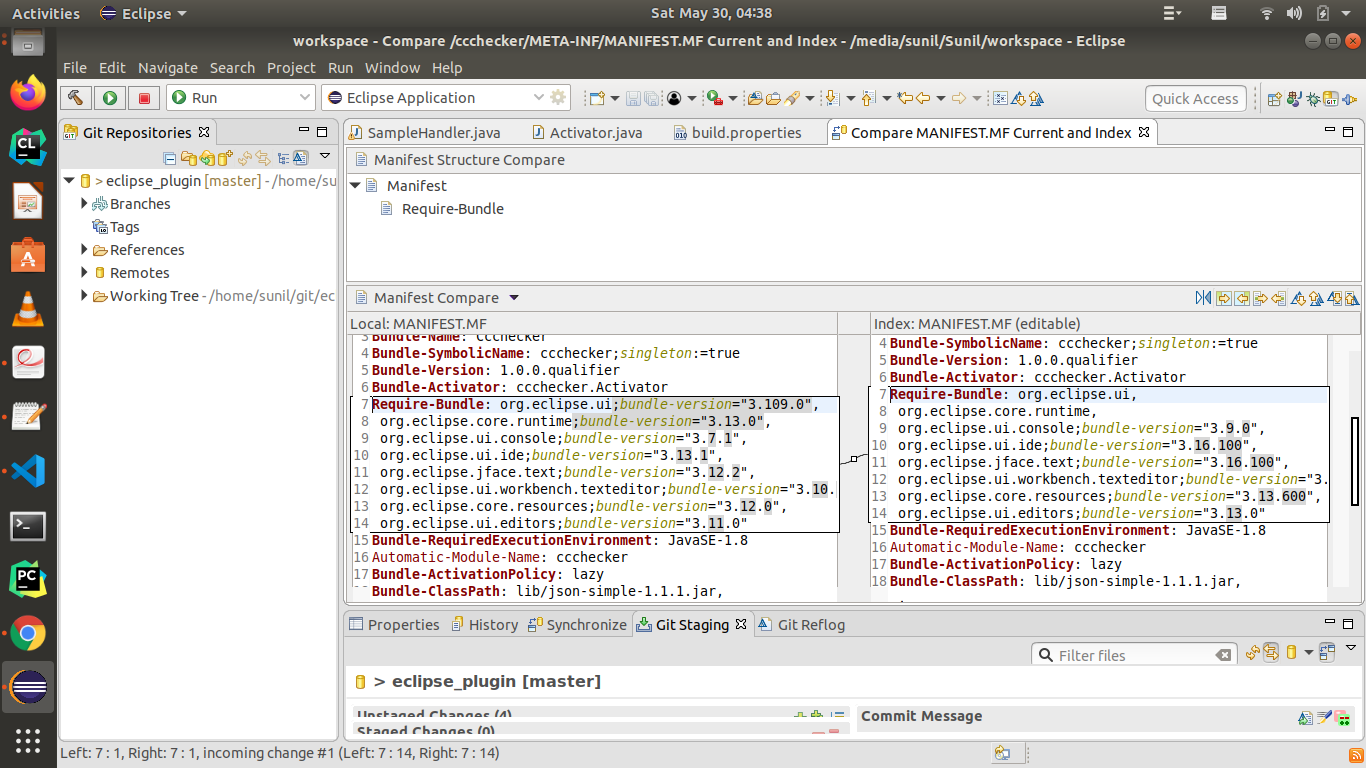 Activities Eclipse Sat May 30, 04:38
workspace - Compare /ccchecker/META-INF/MANIFEST.MF Current and Index - /media/sunil/Sunil/workspace - Eclipse
File Edit Navigate Search Project Run Window Help
Run Eclipse Application Quick Access
Git Repositories
> eclipse_plugin [master] - /home/su
Branches
Tags
References
Remotes
Working Tree - /home/sunil/git/ec
SampleHandler.java Activator.java build.properties Compare MANIFEST.MF Current and Index
Manifest Structure Compare
Manifest
Require-Bundle
Manifest Compare
Local: MANIFEST.MF
3 Bundle-Name: ccchecker
4 Bundle-SymbolicName: ccchecker;singleton:=true
5 Bundle-Version: 1.0.0.qualifier
6 Bundle-Activator: ccchecker.Activator
7 Require-Bundle: org.eclipse.ui;bundle-version="3.109.0",
8 org.eclipse.core.runtime;bundle-version="3.13.0",
9 org.eclipse.ui.console;bundle-version="3.7.1",
10 org.eclipse.ui.ide;bundle-version="3.13.1",
11 org.eclipse.jface.text;bundle-version="3.12.2",
12 org.eclipse.ui.workbench.texteditor;bundle-version="3.10.
13 org.eclipse.core.resources;bundle-version="3.12.0",
14 org.eclipse.ui.editors;bundle-version="3.11.0"
15 Bundle-RequiredExecutionEnvironment: JavaSE-1.8
16 Automatic-Module-Name: ccchecker
17 Bundle-ActivationPolicy: lazy
Bundle-ClassPath: lib/json-simple-1.1.1.jar,
Index: MANIFEST.MF (editable)
4 Bundle-SymbolicName: ccchecker;singleton:=true
5 Bundle-Version: 1.0.0.qualifier
6 Bundle-Activator: ccchecker.Activator
7 Require-Bundle: org.eclipse.ui,
8 org.eclipse.core.runtime,
9 org.eclipse.ui.console;bundle-version="3.9.0",
10 org.eclipse.ui.ide;bundle-version="3.16.100"
11 org.eclipse.jface.text;bundle-version="3.16.100",
12 org.eclipse.ui.workbench.texteditor;bundle-version="3.
13 org.eclipse.core.resources;bundle-version="3.13.600",
14 org.eclipse.ui.editors;bundle-version="3.13.0"
15 Bundle-RequiredExecutionEnvironment: JavaSE-1.8
16 Automatic-Module-Name: ccchecker
17 Bundle-ActivationPolicy: lazy
18 Bundle-ClassPath: lib/json-simple-1.1.1.jar,
Properties History Synchronize Git Staging Git Reflog
Filter files
> eclipse_plugin [master]
Unstaged Changes (4)
Staged Changes (0)
Commit Message
Left: 7 : 1, Right: 7 : 1, incoming change #1 (Left: 7 : 14, Right: 7 : 14)